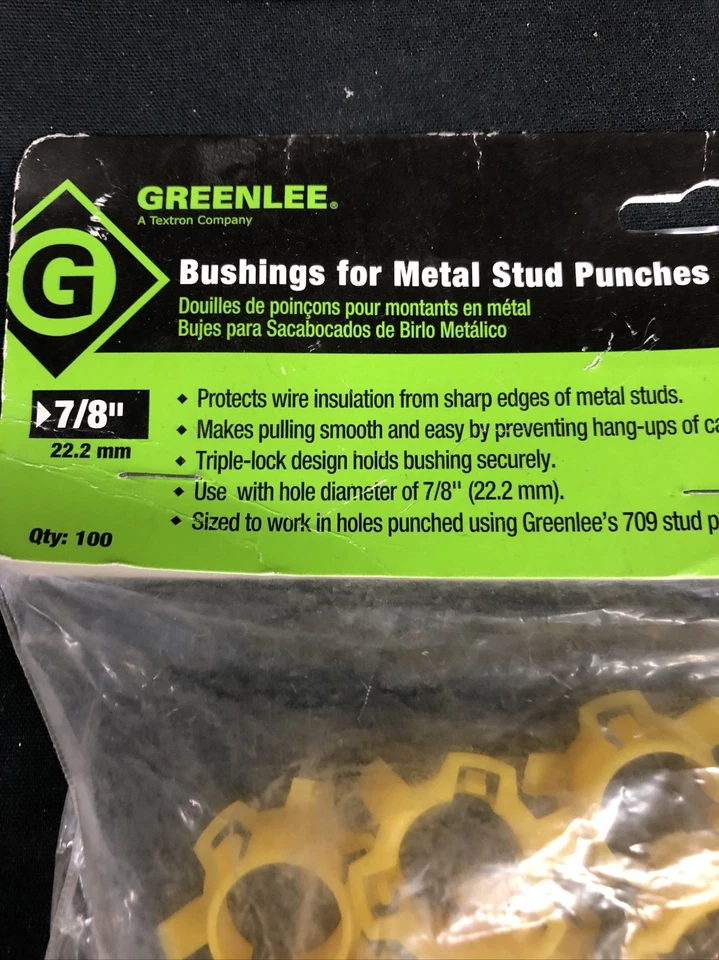 GREENLEE®
A Textron Company
G
Bushings for Metal Stud Punches
Douilles de poinçons pour montants en métal
Bujes para Sacabocados de Birlo Metálico
7/8"
22.2 mm
Qty: 100
◆ Protects wire insulation from sharp edges of metal studs.
◆ Makes pulling smooth and easy by preventing hang-ups of
◆ Triple-lock design holds bushing securely.
◆ Use with hole diameter of 7/8" (22.2 mm).
◆ Sized to work in holes punched using Greenlee's 709 stud